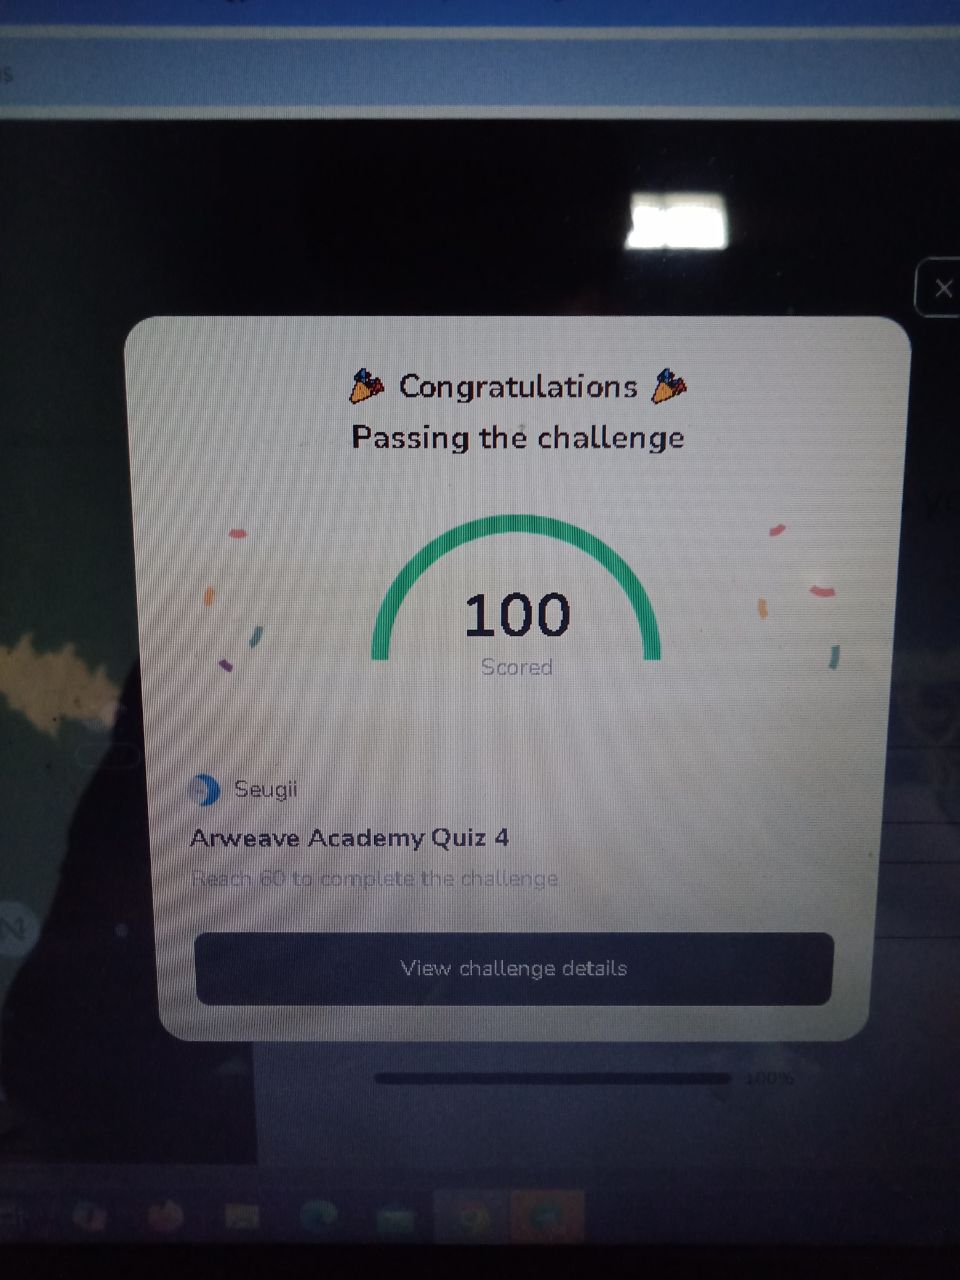 🎉 Congratulations 🎉
Passing the challenge
100
Scored
Seugii
Arweave Academy Quiz 4
Reach 60 to complete the challenge
View challenge details
100%